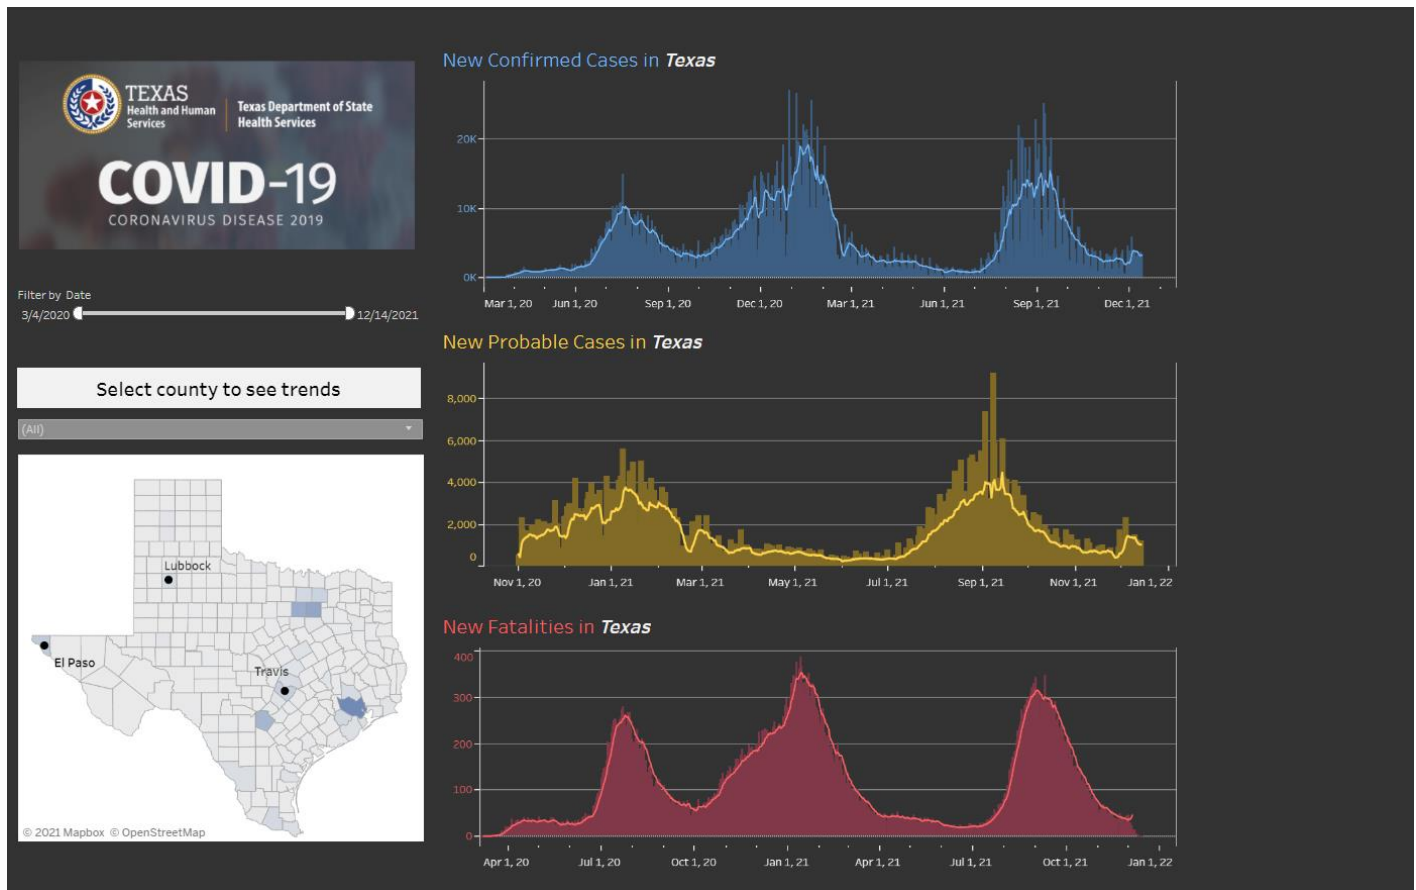 TEXAS
Health and Human
Services
Texas Department of State
Health Services
COVID-19
CORONAVIRUS DISEASE 2019
Filter by Date
3/4/2020
12/14/2021
Select county to see trends
(All)
Lubbock
El Paso
Travis
© 2021 Mapbox © OpenStreetMap
New Confirmed Cases in Texas
20K
10K
0K
Mar 1, 20 Jun 1, 20 Sep 1, 20 Dec 1, 20 Mar 1, 21 Jun 1, 21 Sep 1, 21 Dec 1, 21
New Probable Cases in Texas
8,000
6,000
4,000
2,000
0
Nov 1, 20 Jan 1, 21 Mar 1, 21 May 1, 21 Jul 1, 21 Sep 1, 21 Nov 1, 21 Jan 1, 22
New Fatalities in Texas
400
300
200
100
0
Apr 1, 20 Jul 1, 20 Oct 1, 20 Jan 1, 21 Apr 1, 21 Jul 1, 21 Oct 1, 21 Jan 1, 22